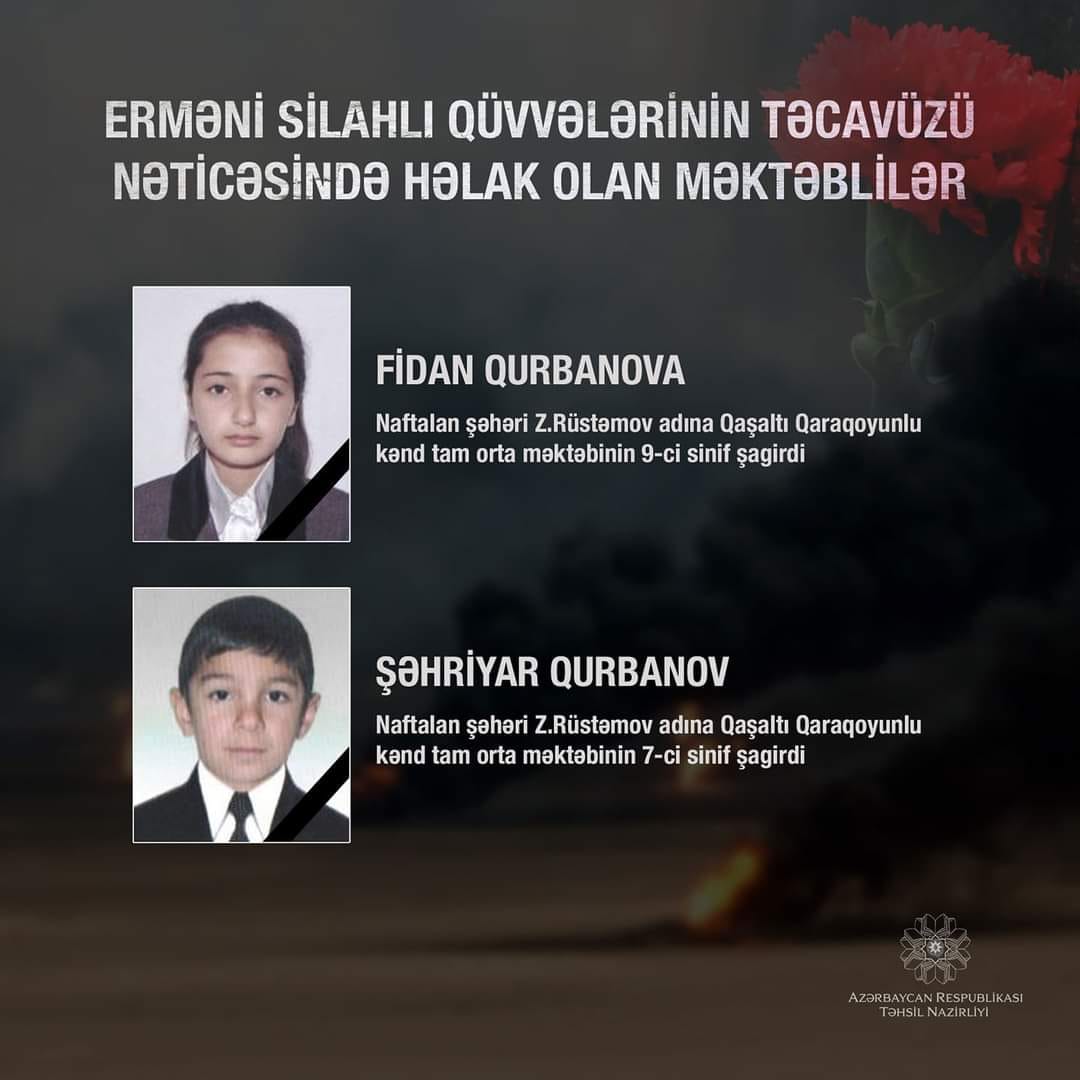 ERMƏNİ SİLAHLI QÜVVƏLƏRİNİN TƏCAVÜZÜ
NƏTİCƏSİNDƏ HƏLAK OLAN MƏKTƏBLİLƏR
FİDAN QURBANOVA
Naftalan şəhəri Z.Rüstəmov adına Qaşaltı Qaraqoyunlu
kənd tam orta məktəbinin 9-ci sinif şagirdi
ŞƏHRİYAR QURBANOV
Naftalan şəhəri Z.Rüstəmov adına Qaşaltı Qaraqoyunlu
kənd tam orta məktəbinin 7-ci sinif şagirdi
AZƏRBAYCAN RESPUBLİKASI
TƏHSİL NAZİRLİYİ